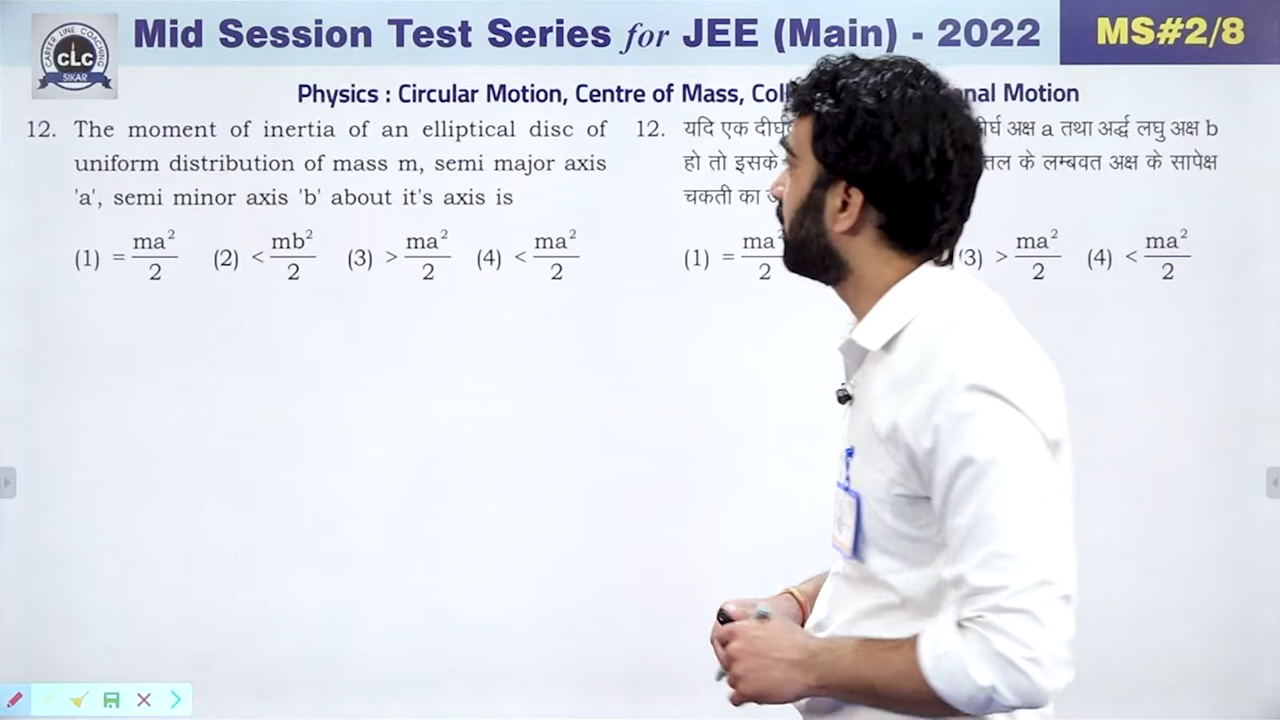 Mid Session Test Series for JEE (Main) - 2022
MS#2/8
CAREER LINE COACHING
CLC
SIKAR
Physics : Circular Motion, Centre of Mass, Motion
12. The moment of inertia of an elliptical disc of
uniform distribution of mass m, semi major axis
'a', semi minor axis 'b' about it's axis is
(1) = ma²/2 (2) < mb²/2 (3) > ma²/2 (4) < ma²/2
12. यदि एक अक्ष a तथा अर्द्ध लघु अक्ष b
हो तो इसके के लम्बवत अक्ष के सापेक्ष
चकती का
(1) = ma²/2 (3) > ma²/2 (4) < ma²/2